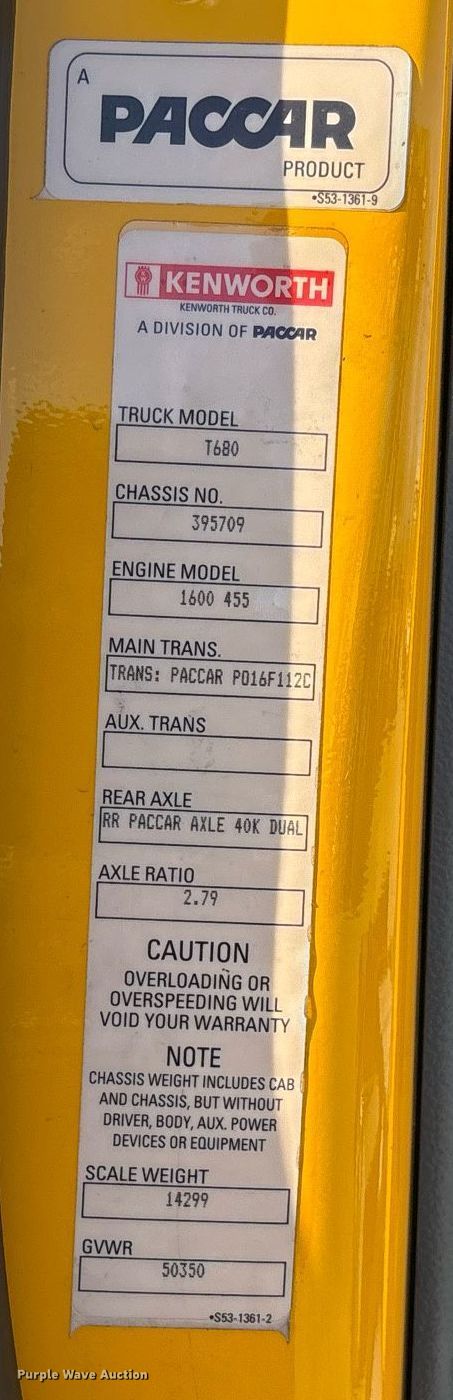 A
PACCAR
PRODUCT
•S53-1361-9
KENWORTH
KENWORTH TRUCK CO.
A DIVISION OF PACCAR
TRUCK MODEL
T680
CHASSIS NO.
395709
ENGINE MODEL
1600 455
MAIN TRANS.
TRANS: PACCAR PO16F112C
AUX. TRANS
REAR AXLE
RR PACCAR AXLE 40K DUAL
AXLE RATIO
2.79
CAUTION
OVERLOADING OR
OVERSPEEDING WILL
VOID YOUR WARRANTY
NOTE
CHASSIS WEIGHT INCLUDES CAB
AND CHASSIS, BUT WITHOUT
DRIVER, BODY, AUX. POWER
DEVICES OR EQUIPMENT
SCALE WEIGHT
14299
GVWR
50350
•S53-1361-2
Purple Wave Auction